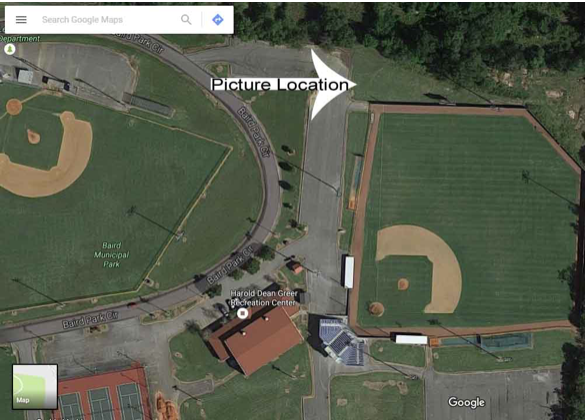 Search Google Maps
Department
Baird Park Cir
Picture Location
Baird Park Cir
Baird
Municipal
Park
Baird Park Cir
Harold Dean Greer
Recreation Center
Baird Park Cir
Map
Google